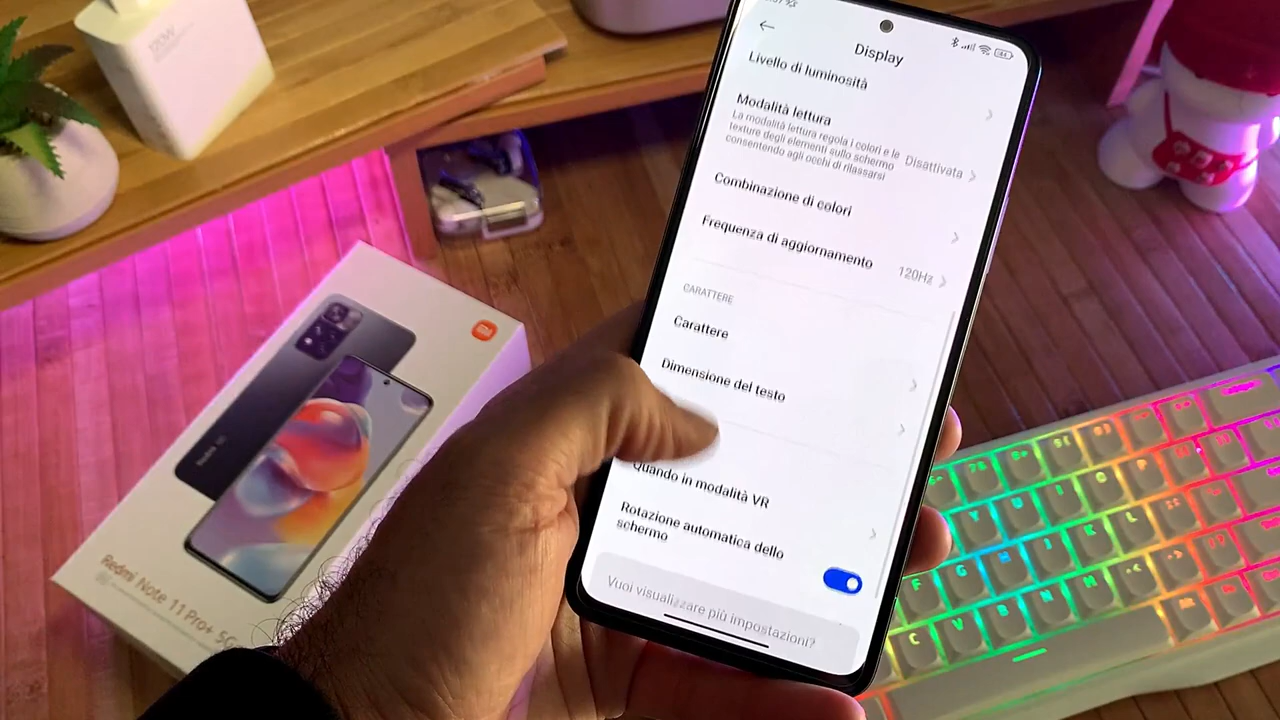 120W
Display
Livello di luminosità
Modalità lettura
La modalità lettura regola i colori e le
texture degli elementi sullo schermo
consentendo agli occhi di rilassarsi
Disattivata
Combinazione di colori
Frequenza di aggiornamento
120Hz
CARATTERE
Carattere
Dimensione del testo
Quando in modalità VR
Rotazione automatica dello
schermo
Vuoi visualizzare più impostazioni?
Redmi Note 11 Pro+ 5G
Y U I O P
H J K L
F G
C V B N M